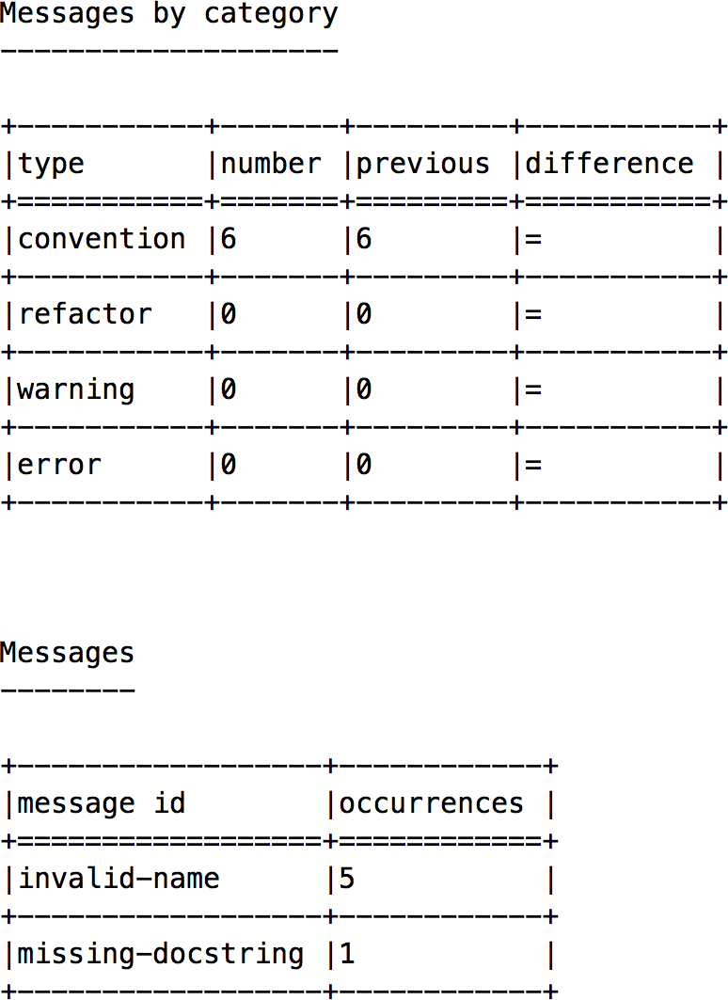 Messages by category
--------------------
+-----------+-------+---------+-----------+
|type       |number |previous |difference |
+===========+=======+=========+===========+
|convention |6      |6        |=          |
+-----------+-------+---------+-----------+
|refactor   |0      |0        |=          |
+-----------+-------+---------+-----------+
|warning    |0      |0        |=          |
+-----------+-------+---------+-----------+
|error      |0      |0        |=          |
+-----------+-------+---------+-----------+
Messages
--------
+------------------+------------+
|message id        |occurrences |
+==================+============+
|invalid-name      |5           |
+------------------+------------+
|missing-docstring |1           |
+------------------+------------+